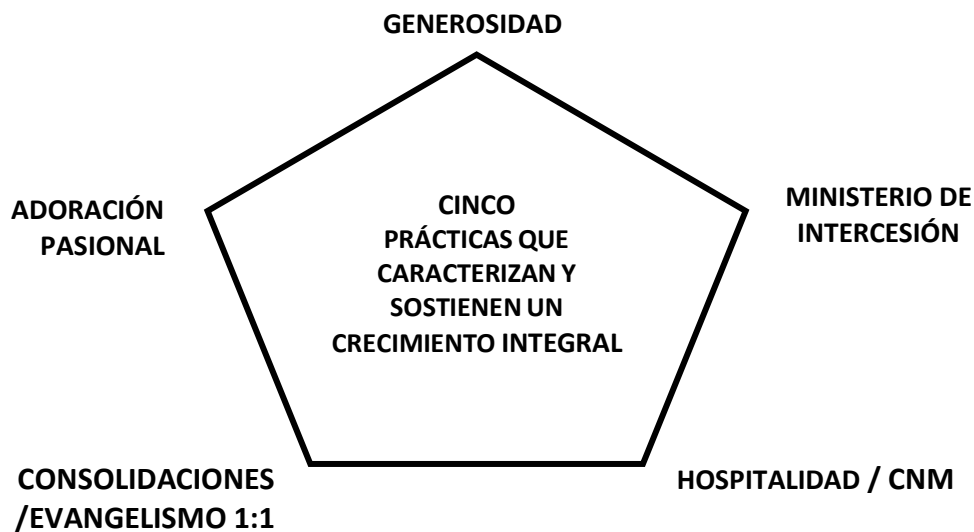 GENEROSIDAD
ADORACIÓN
PASIONAL
CINCO
PRÁCTICAS QUE
CARACTERIZAN Y
SOSTIENEN UN
CRECIMIENTO INTEGRAL
MINISTERIO DE
INTERCESIÓN
CONSOLIDACIONES
/EVANGELISMO 1:1
HOSPITALIDAD / CNM